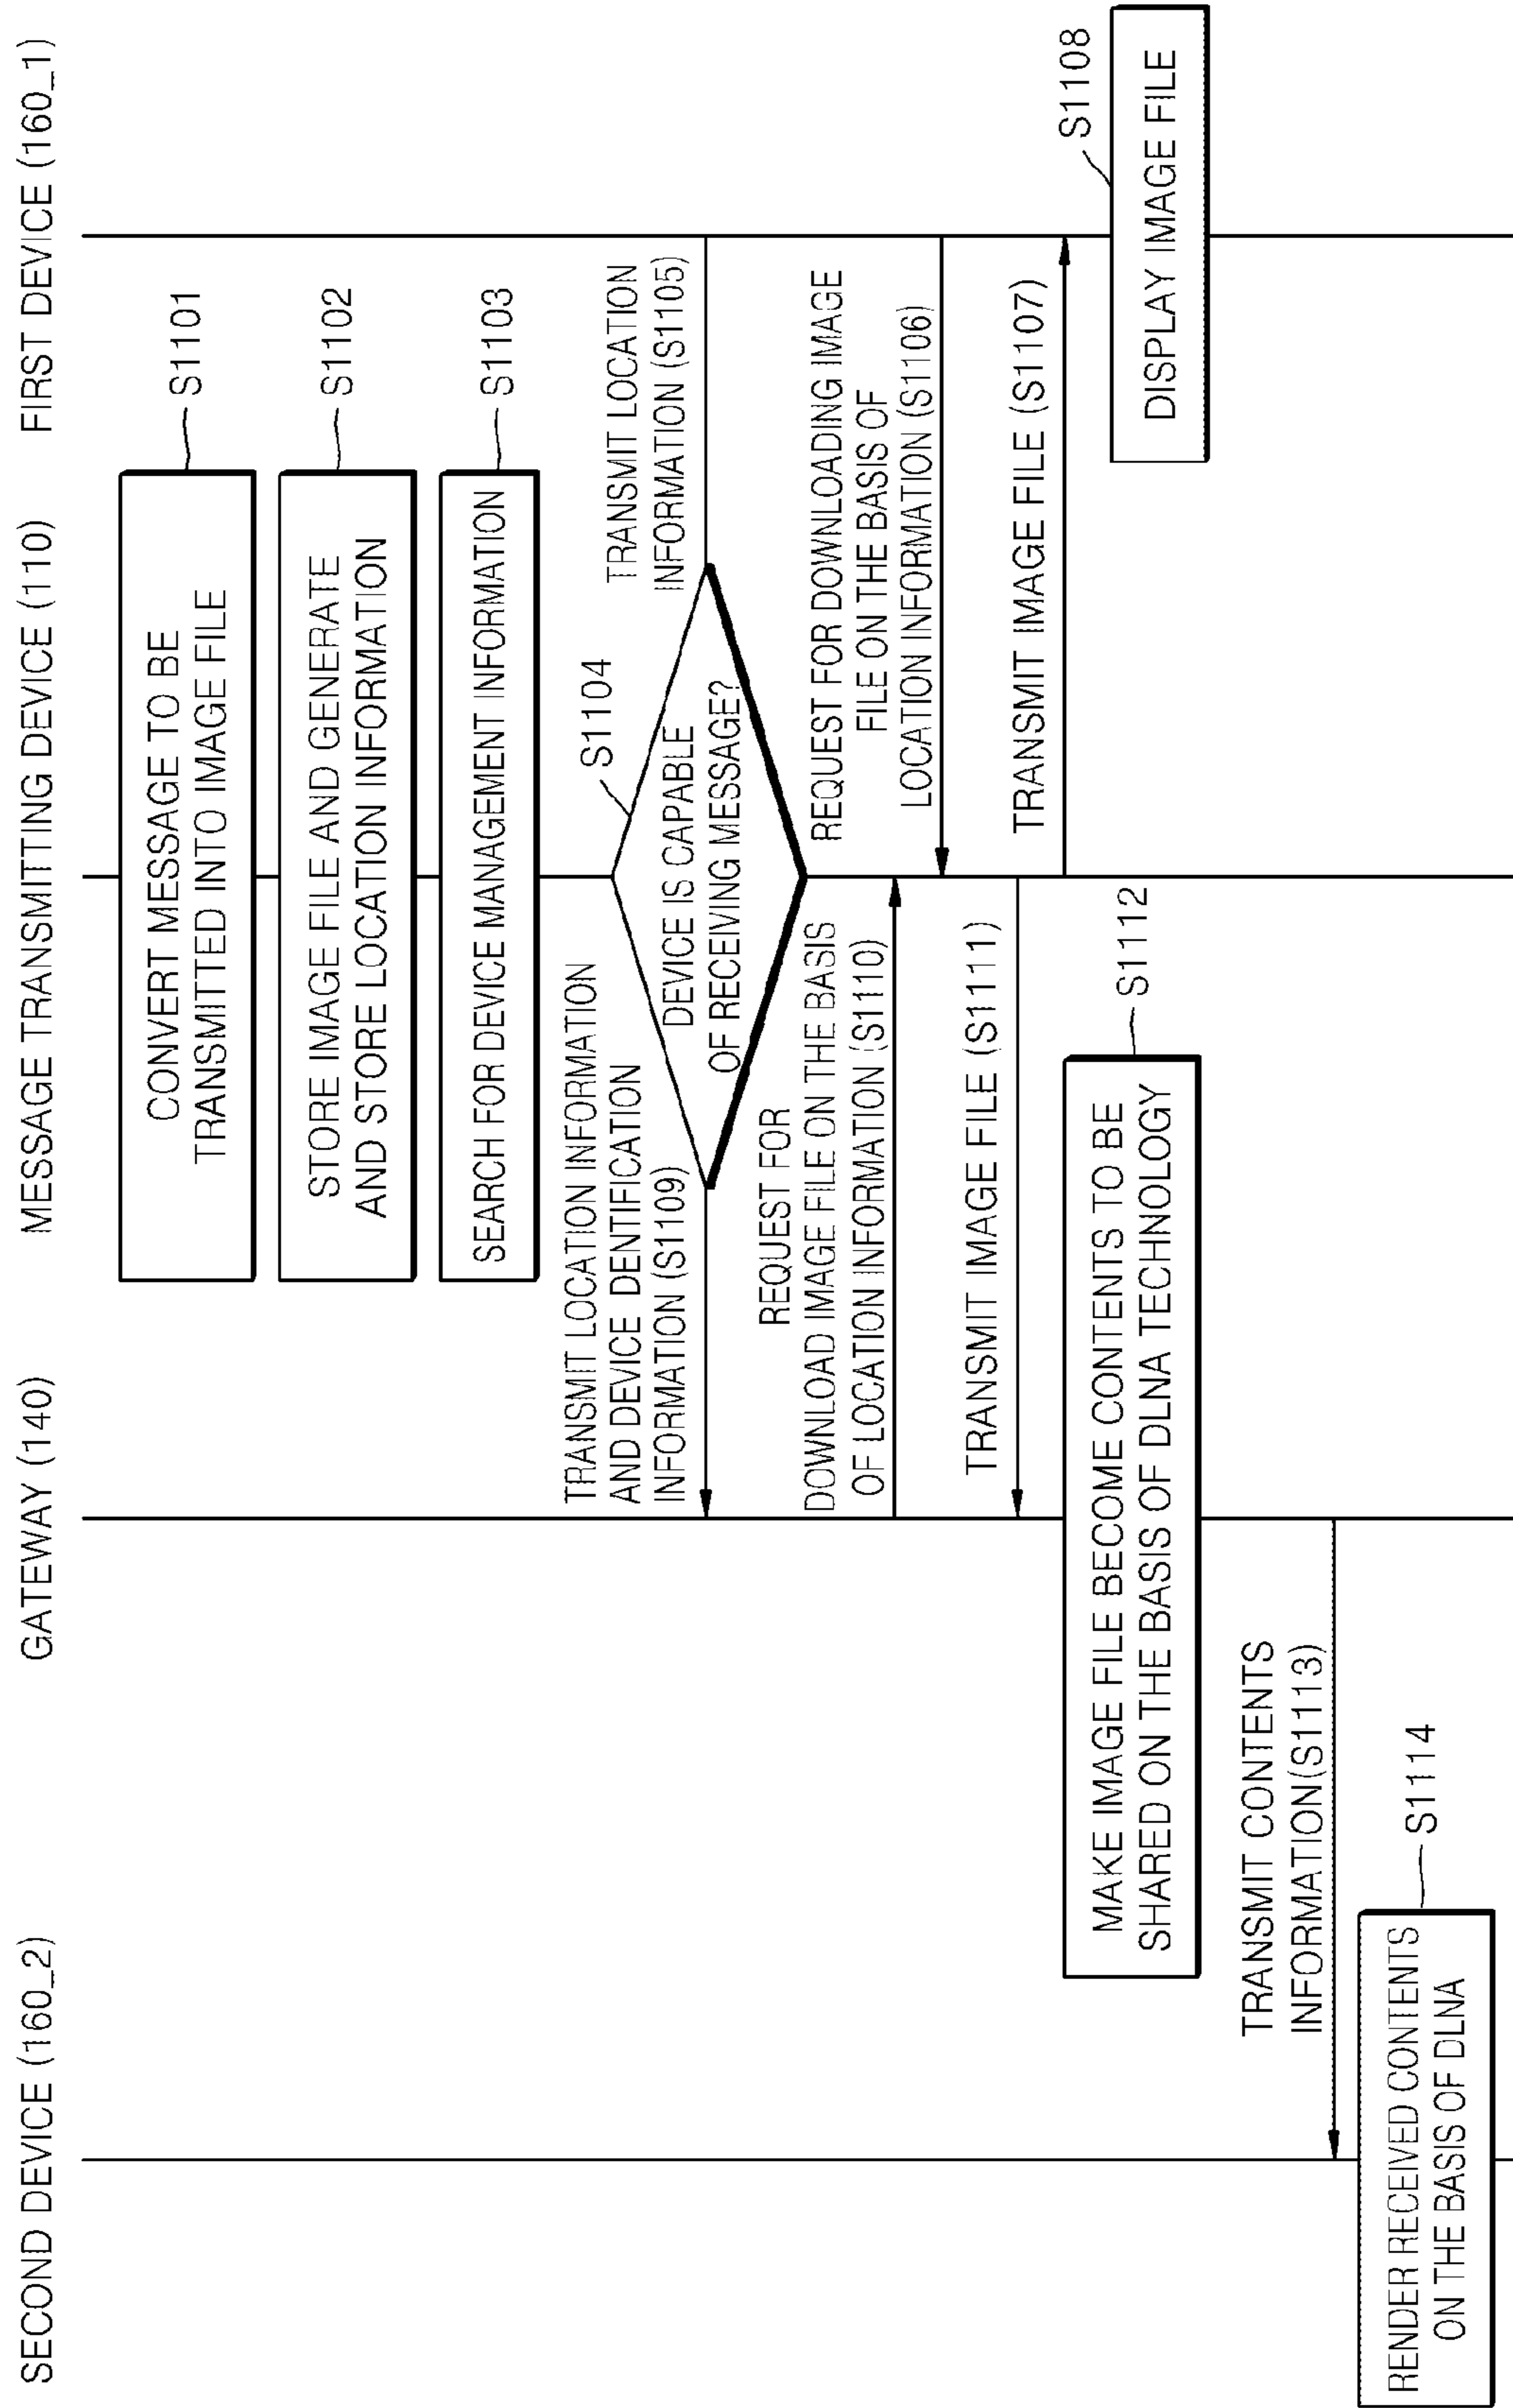 SECOND DEVICE (160_2)
GATEWAY (140)
MESSAGE TRANSMITTING DEVICE (110)
FIRST DEVICE (160_1)
CONVERT MESSAGE TO BE
TRANSMITTED INTO IMAGE FILE
S1101
STORE IMAGE FILE AND GENERATE
AND STORE LOCATION INFORMATION
S1102
SEARCH FOR DEVICE MANAGEMENT INFORMATION
S1103
S1104
DEVICE IS CAPABLE
OF RECEIVING MESSAGE?
TRANSMIT LOCATION
INFORMATION (S1105)
REQUEST FOR DOWNLOADING IMAGE
FILE ON THE BASIS OF
LOCATION INFORMATION (S1106)
TRANSMIT IMAGE FILE (S1107)
S1108
DISPLAY IMAGE FILE
TRANSMIT LOCATION INFORMATION
AND DEVICE DENTIFICATION
INFORMATION (S1109)
REQUEST FOR
DOWNLOAD IMAGE FILE ON THE BASIS
OF LOCATION INFORMATION (S1110)
TRANSMIT IMAGE FILE (S1111)
S1112
MAKE IMAGE FILE BECOME CONTENTS TO BE
SHARED ON THE BASIS OF DLNA TECHNOLOGY
TRANSMIT CONTENTS
INFORMATION(S1113)
S1114
RENDER RECEIVED CONTENTS
ON THE BASIS OF DLNA